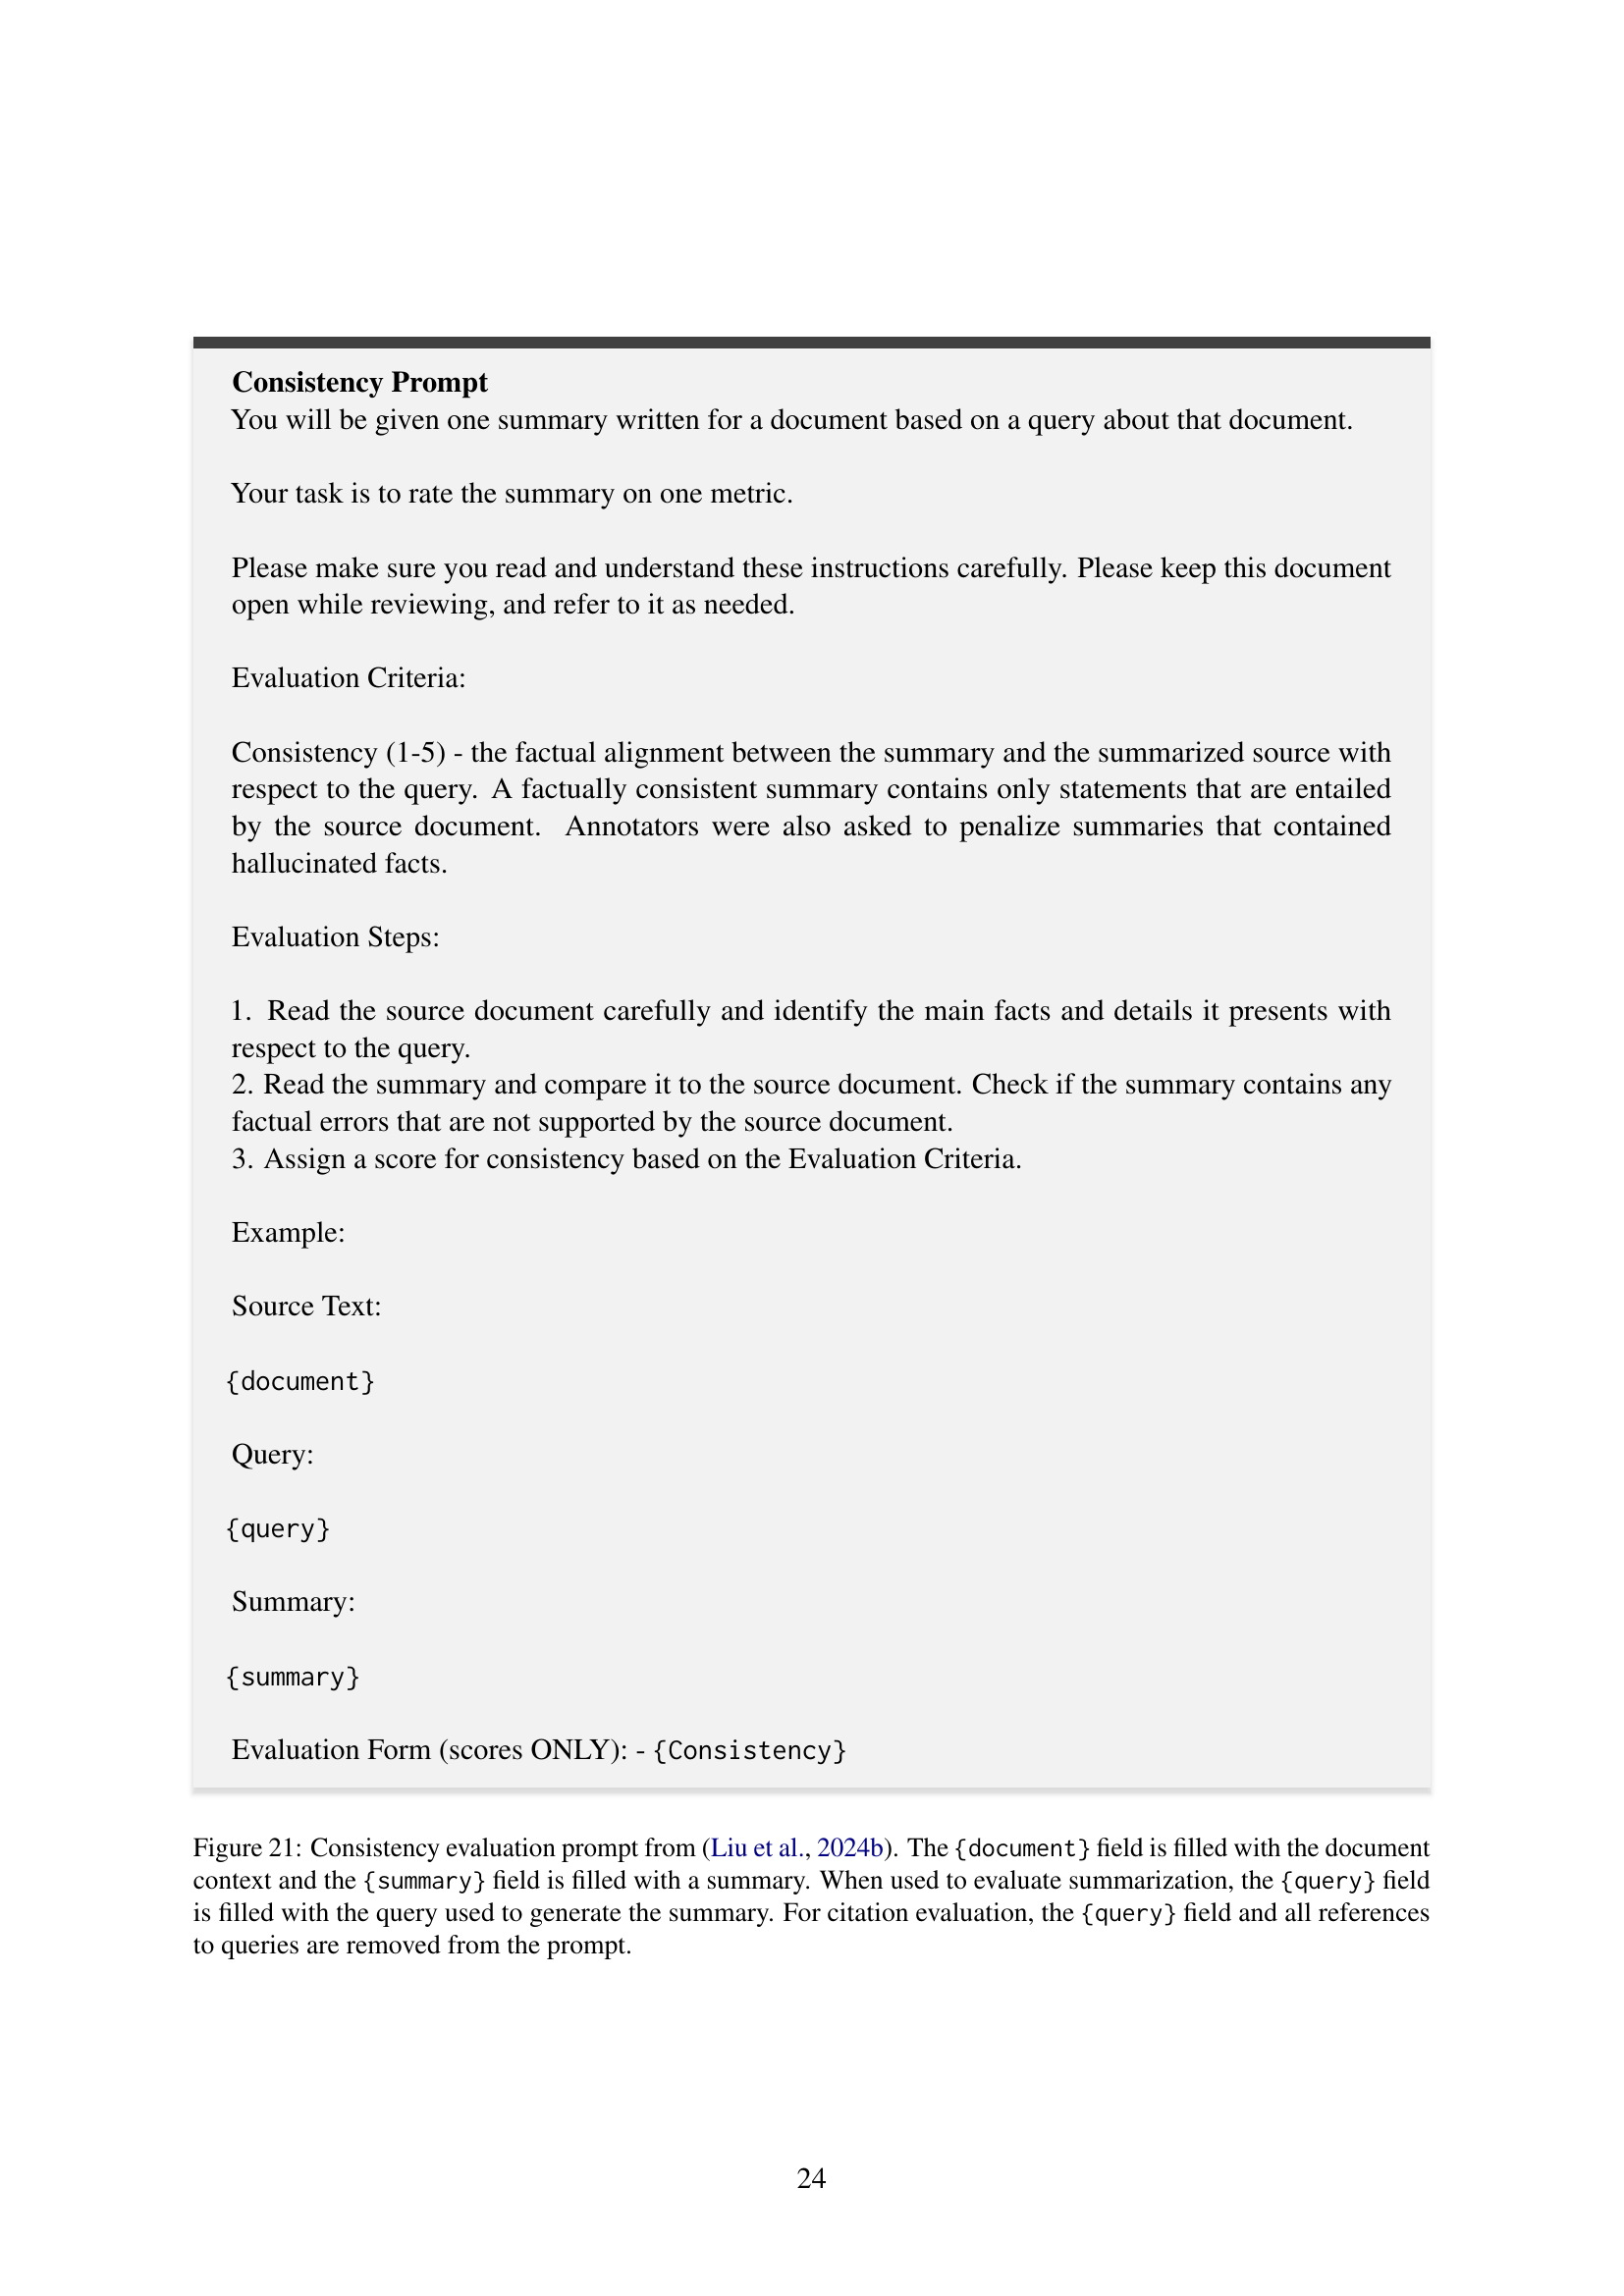 Consistency Prompt
You will be given one summary written for a document based on a query about that document.
Your task is to rate the summary on one metric.
Please make sure you read and understand these instructions carefully. Please keep this document
open while reviewing, and refer to it as needed.
Evaluation Criteria:
Consistency (1-5) - the factual alignment between the summary and the summarized source with
respect to the query. A factually consistent summary contains only statements that are entailed
by the source document. Annotators were also asked to penalize summaries that contained
hallucinated facts.
Evaluation Steps:
1. Read the source document carefully and identify the main facts and details it presents with
respect to the query.
2. Read the summary and compare it to the source document. Check if the summary contains any
factual errors that are not supported by the source document.
3. Assign a score for consistency based on the Evaluation Criteria.
Example:
Source Text:
{document}
Query:
{query}
Summary:
{summary}
Evaluation Form (scores ONLY): - {Consistency}
Figure 21: Consistency evaluation prompt from (Liu et al., 2024b). The {document} field is filled with the document
context and the {summary} field is filled with a summary. When used to evaluate summarization, the {query} field
is filled with the query used to generate the summary. For citation evaluation, the {query} field and all references
to queries are removed from the prompt.
24